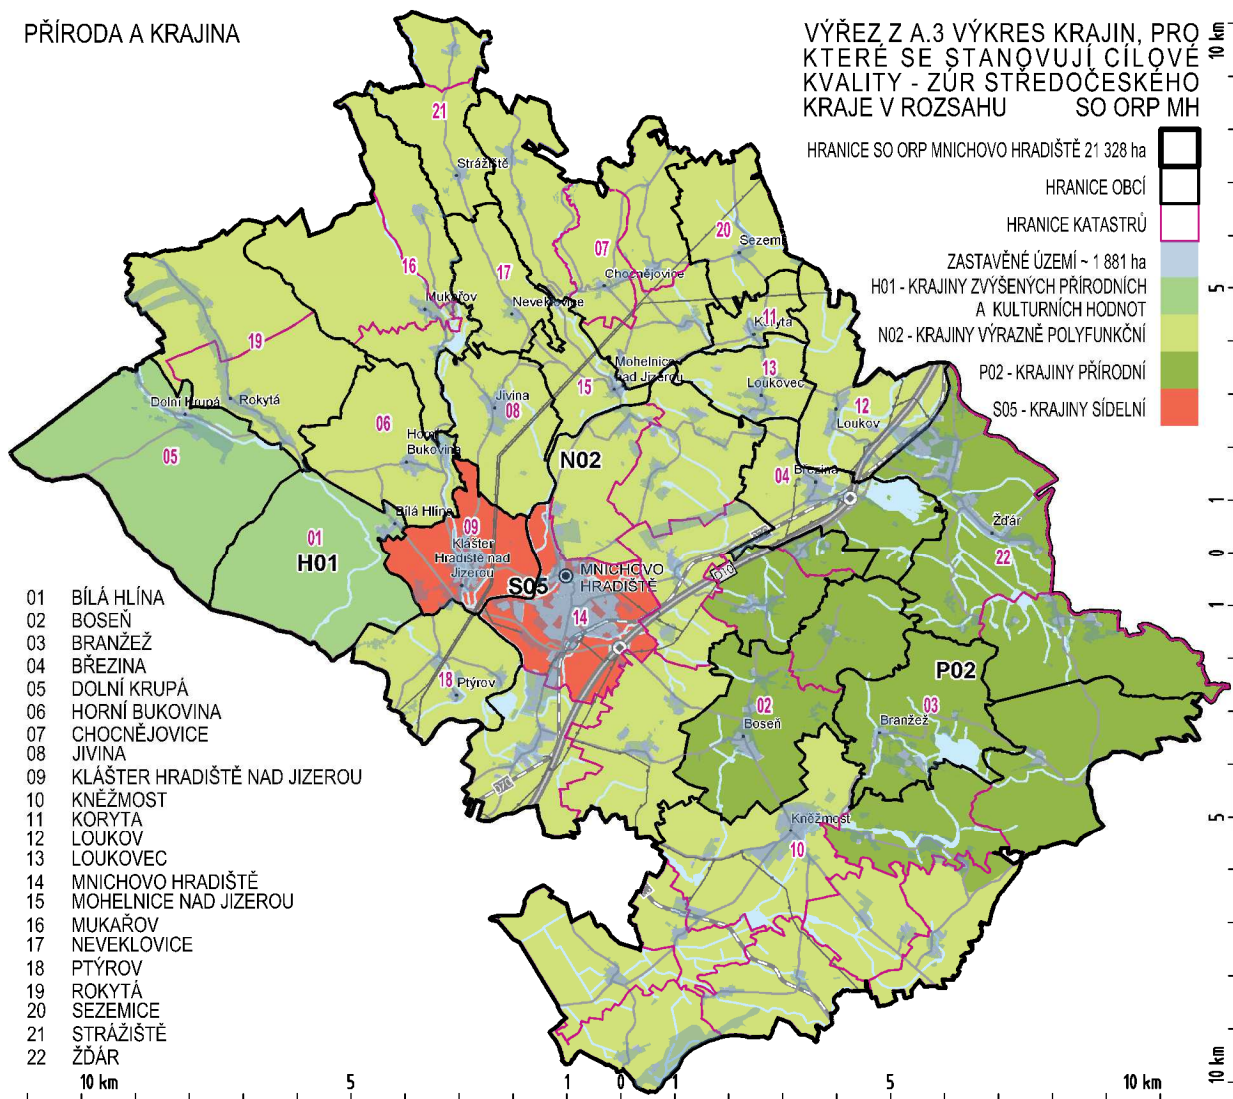 PŘÍRODA A KRAJINA
VÝŘEZ Z A.3 VÝKRES KRAJIN, PRO
KTERÉ SE STANOVUJÍ CÍLOVÉ
KVALITY - ZÚR STŘEDOČESKÉHO
KRAJE V ROZSAHU SO ORP MH
HRANICE SO ORP MNICHOVO HRADIŠTĚ 21 328 ha
HRANICE OBCÍ
HRANICE KATASTRŮ
ZASTAVĚNÉ ÚZEMÍ ~ 1 881 ha
H01 - KRAJINY ZVÝŠENÝCH PŘÍRODNÍCH
A KULTURNÍCH HODNOT
N02 - KRAJINY VÝRAZNĚ POLYFUNKČNÍ
P02 - KRAJINY PŘÍRODNÍ
S05 - KRAJINY SÍDELNÍ
10 km
5
1
0
1
5
10 km
21
Strážiště
20
Sezemi
07
Chocnějovice
16
Mukařov
17
Neveklovice
11
Koryta
19
Mohelnice
nad Jizerou
15
13
Loukovec
Dolní Krupá
Rokytá
Jivina
08
12
Loukov
06
Horní
Bukovina
05
N02
04
Březina
Bílá Hlína
01
H01
09
Klášter
Hradiště nad
Jizerou
S05
MNICHOVO
HRADIŠTĚ
D10
Žďár
22
14
18
Ptýrov
P02
02
Boseň
03
Branžež
D10
Kněžmost
10
01 BÍLÁ HLÍNA
02 BOSEŇ
03 BRANŽEŽ
04 BŘEZINA
05 DOLNÍ KRUPÁ
06 HORNÍ BUKOVINA
07 CHOCNĚJOVICE
08 JIVINA
09 KLÁŠTER HRADIŠTĚ NAD JIZEROU
10 KNĚŽMOST
11 KORYTA
12 LOUKOV
13 LOUKOVEC
14 MNICHOVO HRADIŠTĚ
15 MOHELNICE NAD JIZEROU
16 MUKAŘOV
17 NEVEKLOVICE
18 PTÝROV
19 ROKYTÁ
20 SEZEMICE
21 STRÁŽIŠTĚ
22 ŽĎÁR
10 km 5 1 0 1 5 10 km